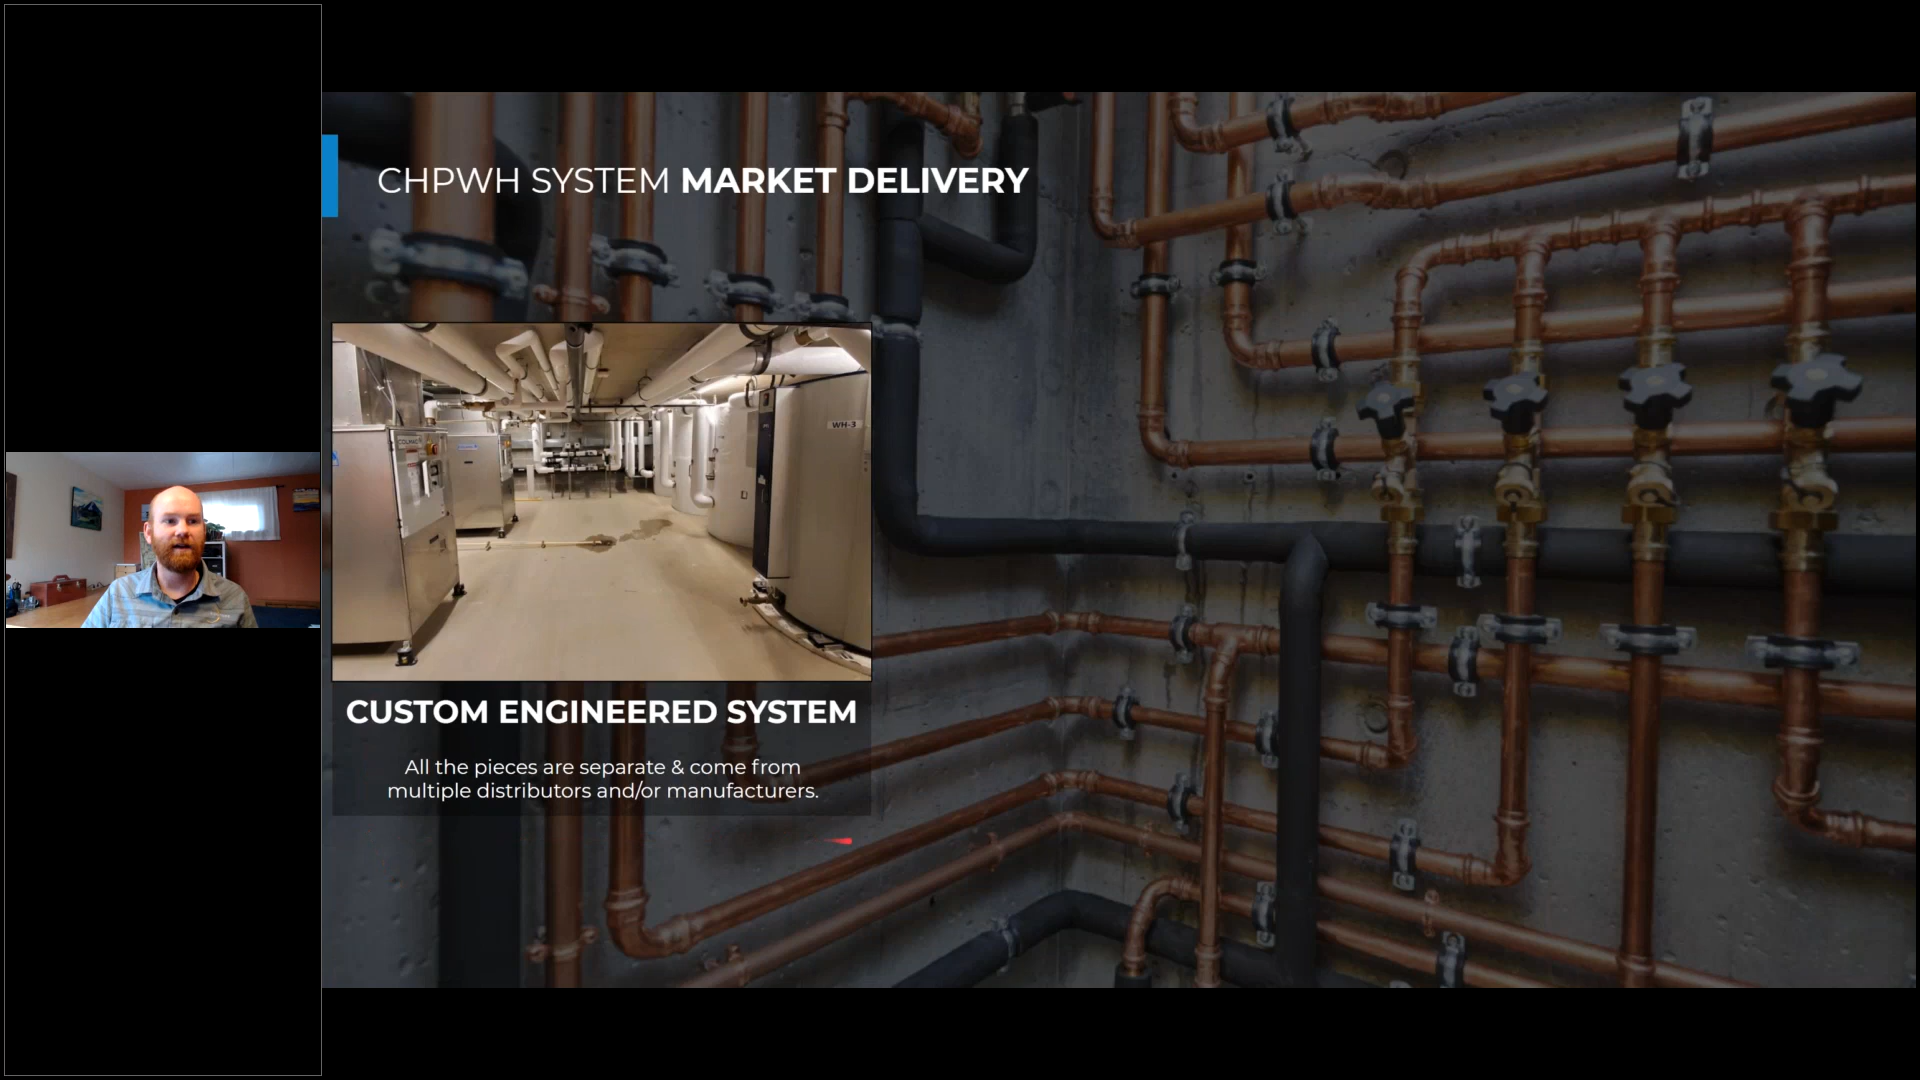 CHPWH SYSTEM MARKET DELIVERY
WH-3
CUSTOM ENGINEERED SYSTEM
All the pieces are separate & come from
multiple distributors and/or manufacturers.